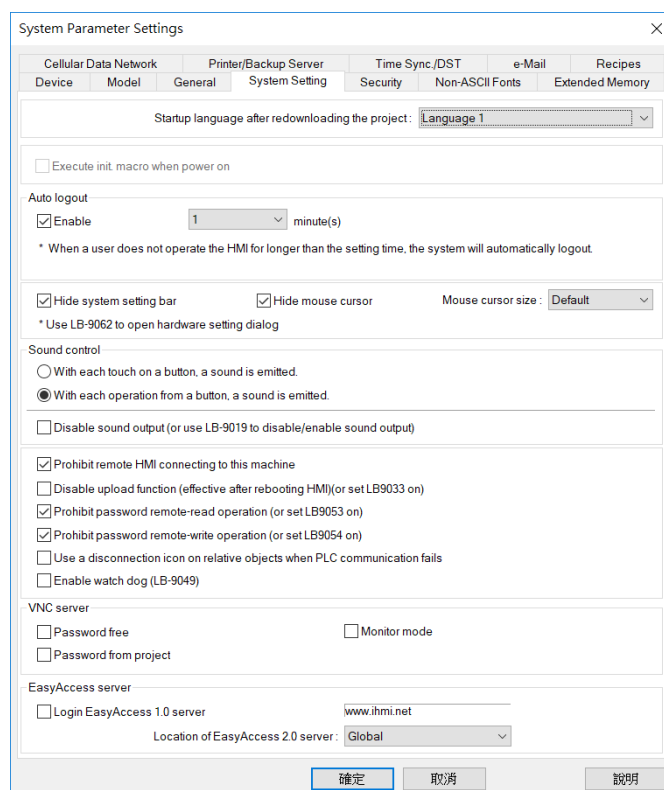 System Parameter Settings
Cellular Data Network Printer/Backup Server Time Sync./DST e-Mail Recipes
Device Model General System Setting Security Non-ASCII Fonts Extended Memory
Startup language after redownloading the project : Language 1
Execute init. macro when power on
Auto logout
Enable 1 minute(s)
* When a user does not operate the HMI for longer than the setting time, the system will automatically logout.
Hide system setting bar Hide mouse cursor Mouse cursor size : Default
* Use LB-9062 to open hardware setting dialog
Sound control
With each touch on a button, a sound is emitted.
With each operation from a button, a sound is emitted.
Disable sound output (or use LB-9019 to disable/enable sound output)
Prohibit remote HMI connecting to this machine
Disable upload function (effective after rebooting HMI)(or set LB9033 on)
Prohibit password remote-read operation (or set LB9053 on)
Prohibit password remote-write operation (or set LB9054 on)
Use a disconnection icon on relative objects when PLC communication fails
Enable watch dog (LB-9049)
VNC server
Password free Monitor mode
Password from project
EasyAccess server
Login EasyAccess 1.0 server www.ihmi.net
Location of EasyAccess 2.0 server : Global
確定 取消 說明